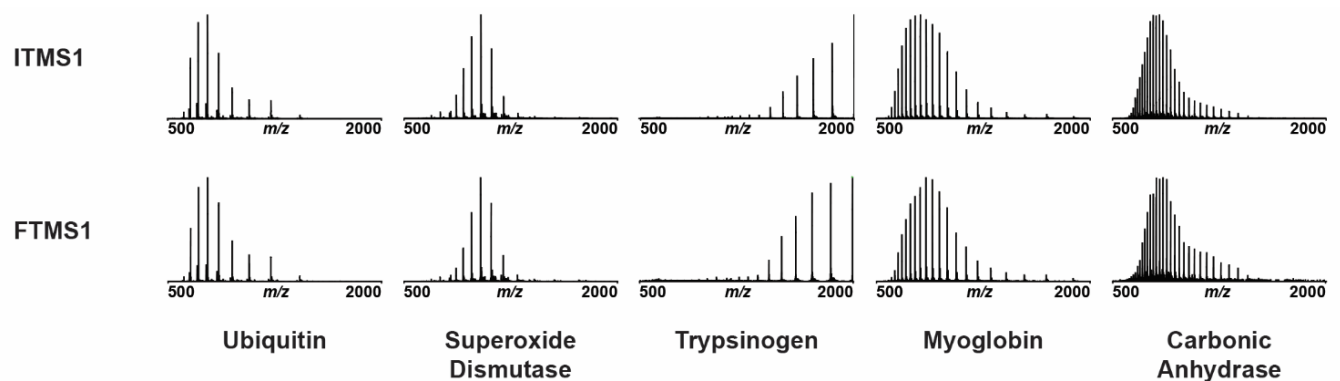 ITMS1
500 m/z 2000
500 m/z 2000
500 m/z 2000
500 m/z 2000
500 m/z 2000
FTMS1
500 m/z 2000
500 m/z 2000
500 m/z 2000
500 m/z 2000
500 m/z 2000
Ubiquitin
Superoxide
Dismutase
Trypsinogen
Myoglobin
Carbonic
Anhydrase